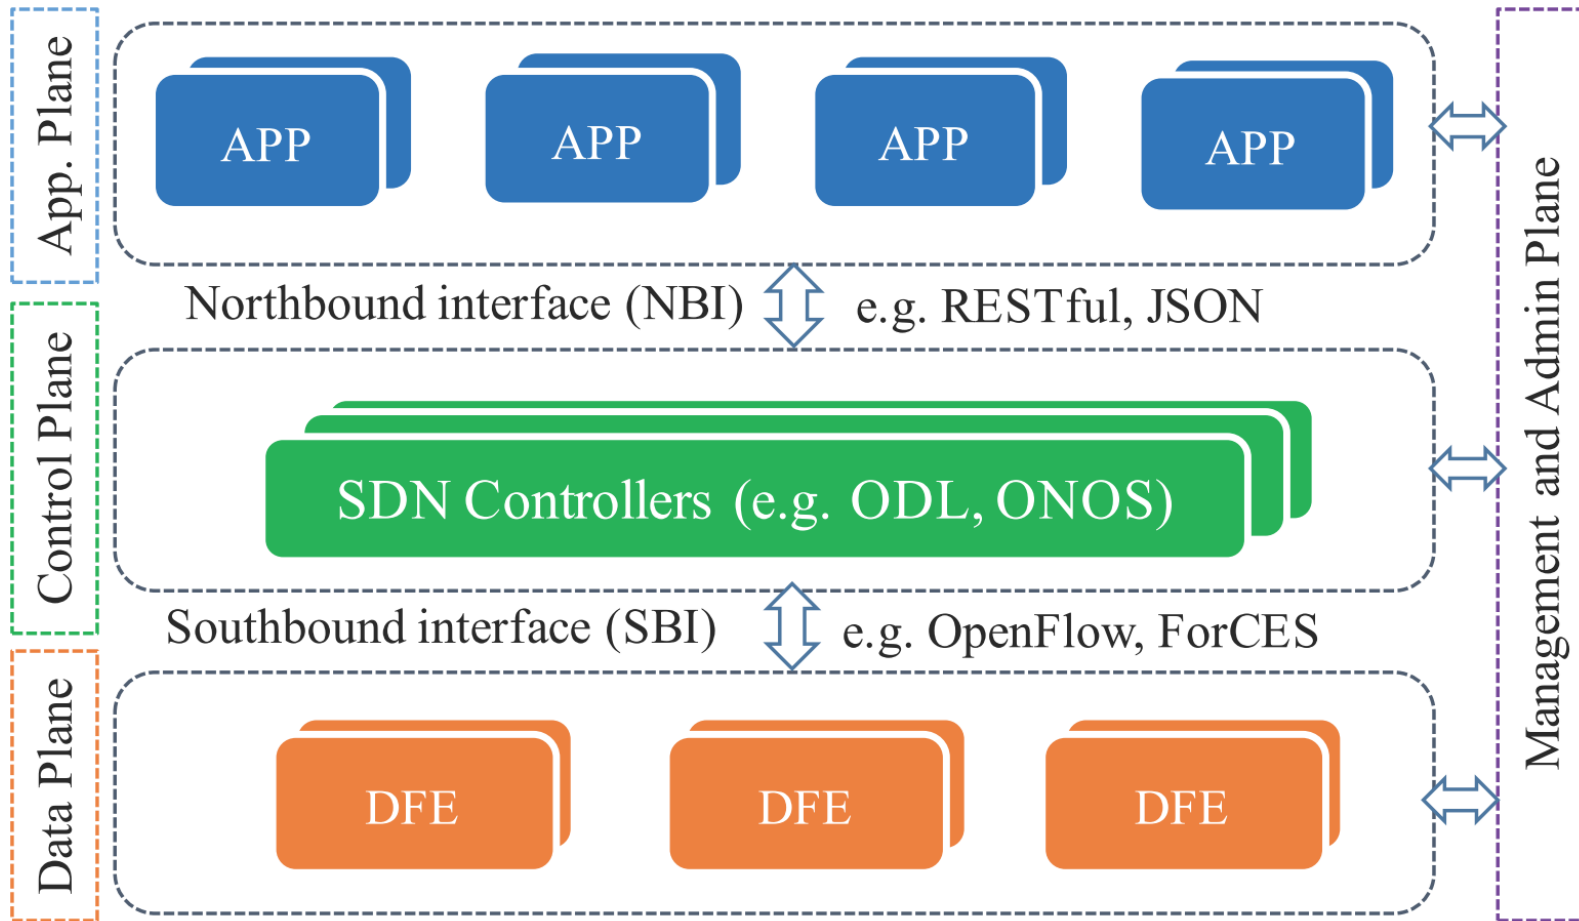 App. Plane
APP
APP
APP
APP
Northbound interface (NBI)
e.g. RESTful, JSON
Control Plane
SDN Controllers (e.g. ODL, ONOS)
Southbound interface (SBI)
e.g. OpenFlow, ForCES
Data Plane
DFE
DFE
DFE
Management and Admin Plane